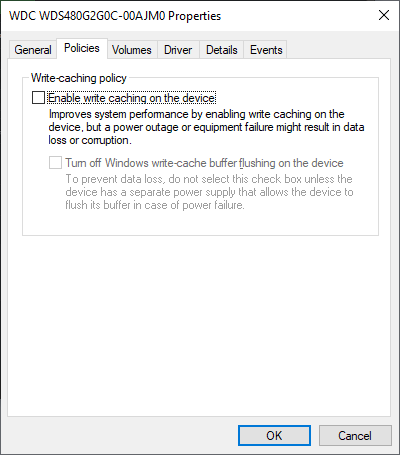 WDC WDS480G2G0C-00AJM0 Properties
General Policies Volumes Driver Details Events
Write-caching policy
Enable write caching on the device
Improves system performance by enabling write caching on the
device, but a power outage or equipment failure might result in data
loss or corruption.
Turn off Windows write-cache buffer flushing on the device
To prevent data loss, do not select this check box unless the
device has a separate power supply that allows the device to
flush its buffer in case of power failure.
OK Cancel